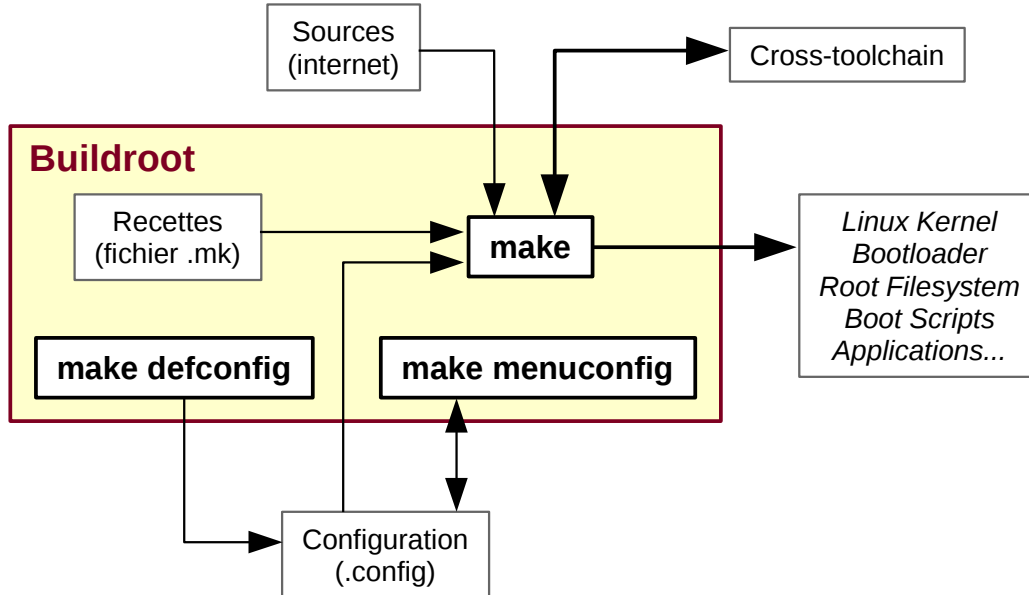 Sources
(internet)
Cross-toolchain
Buildroot
Recettes
(fichier .mk)
make
Linux Kernel
Bootloader
Root Filesystem
Boot Scripts
Applications...
make defconfig
make menuconfig
Configuration
(.config)